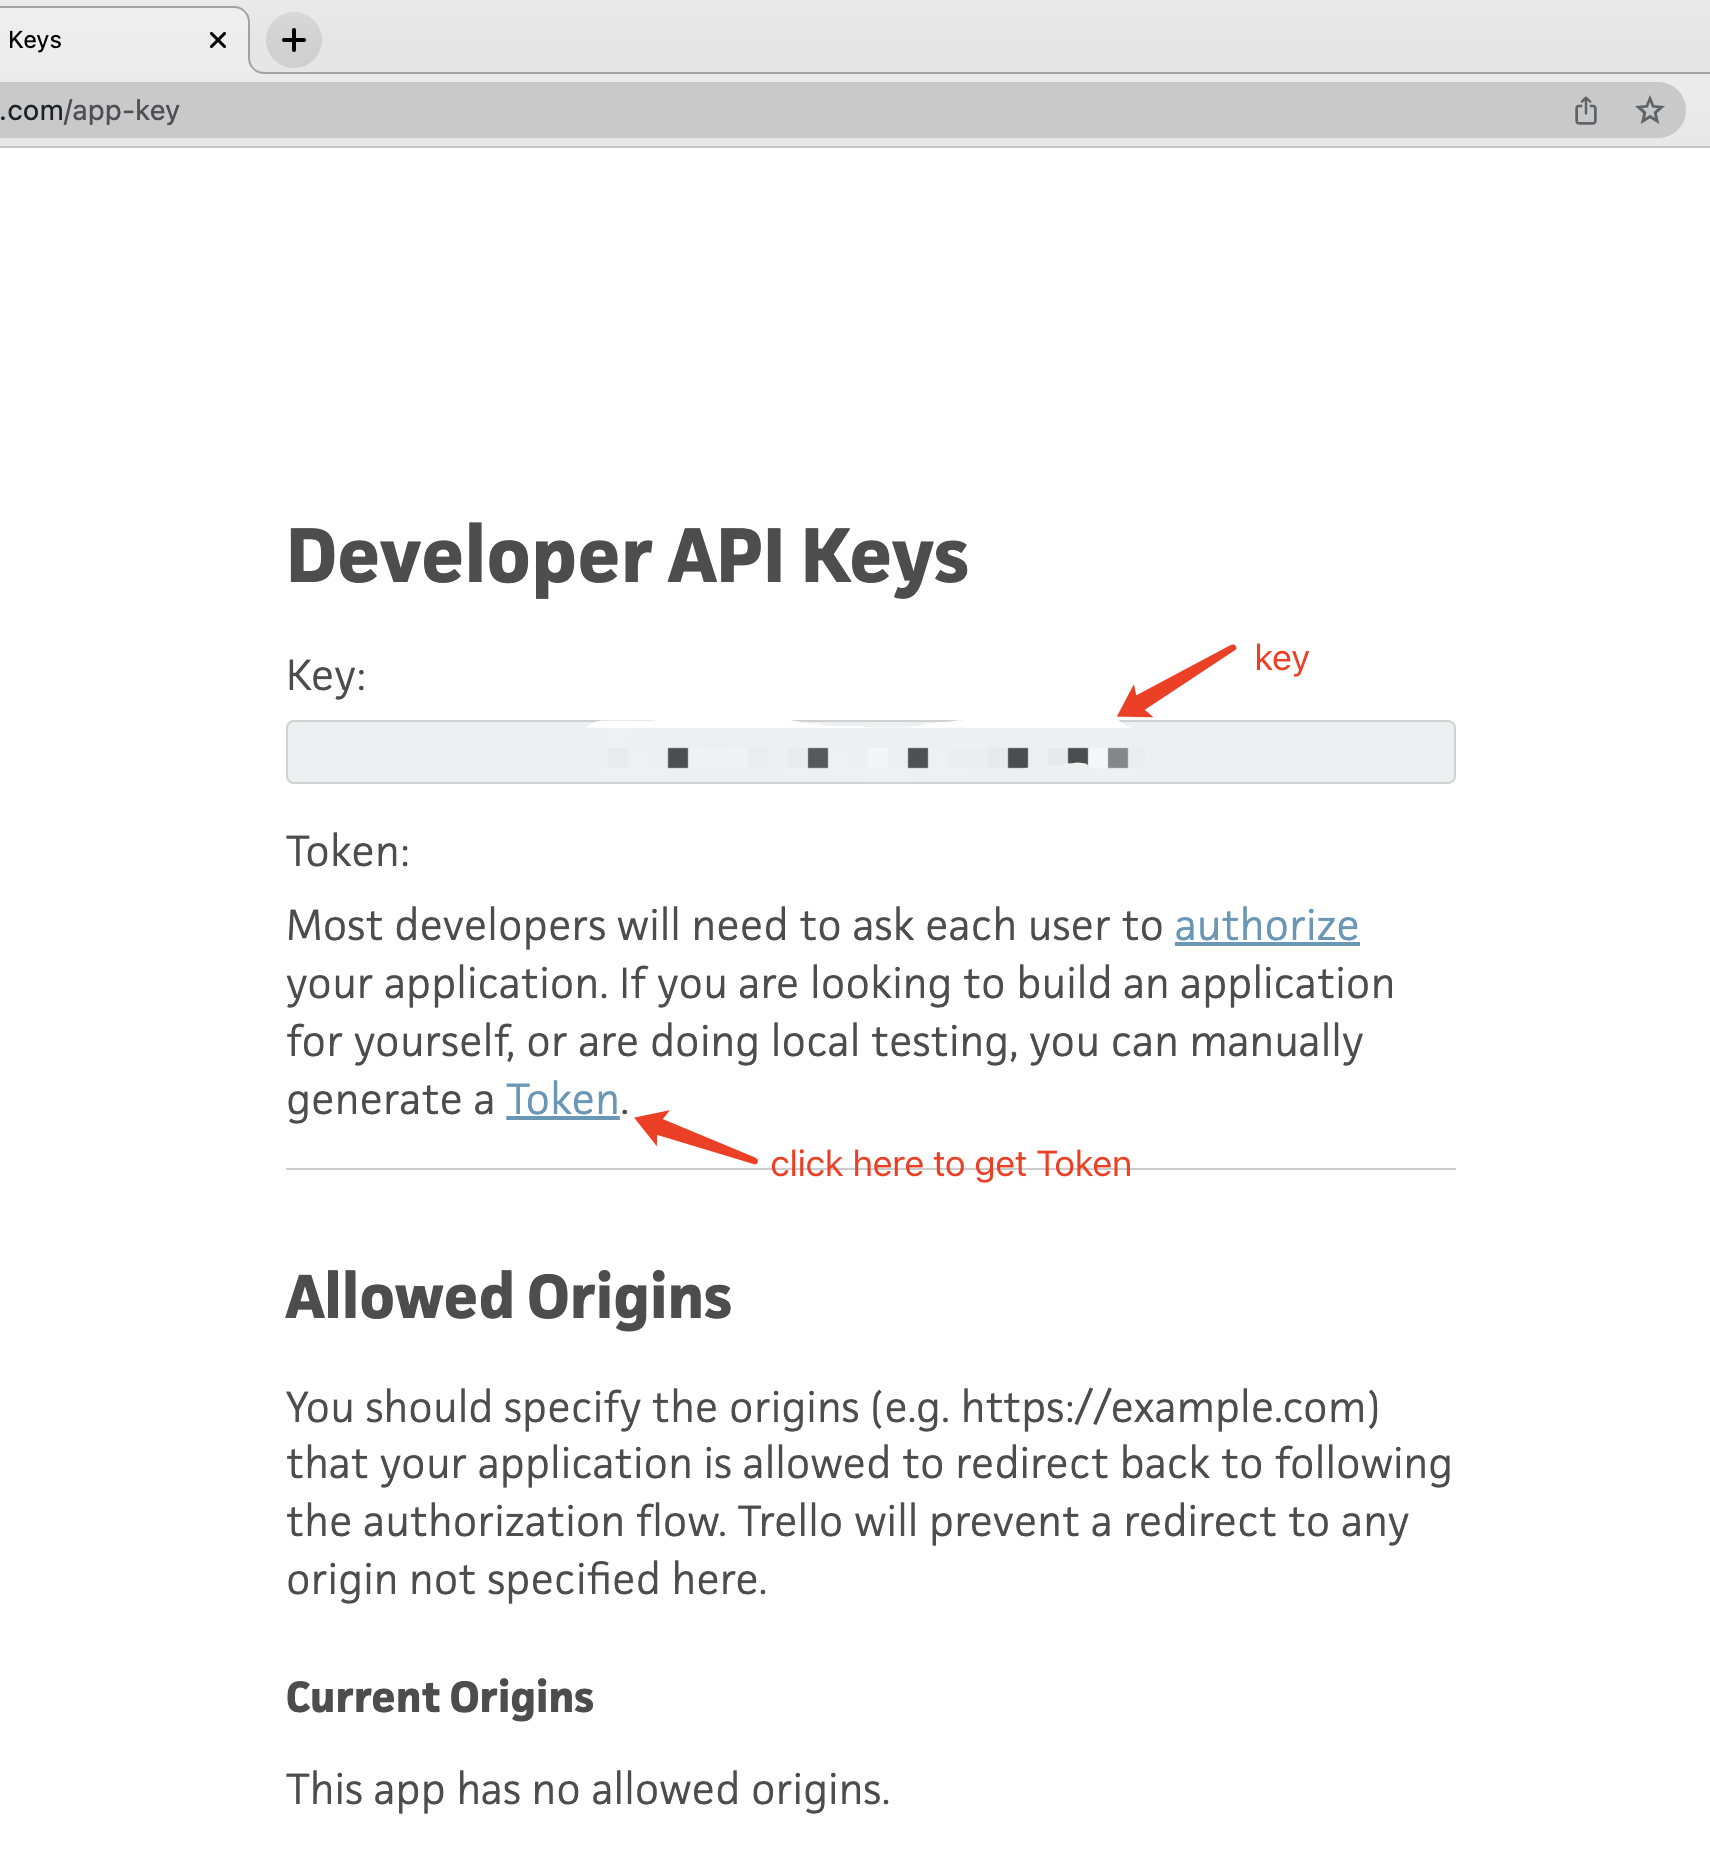 Keys
.com/app-key
Developer API Keys
key
Key:
Token:
Most developers will need to ask each user to authorize
your application. If you are looking to build an application
for yourself, or are doing local testing, you can manually
generate a Token.
click here to get Token
Allowed Origins
You should specify the origins (e.g. https://example.com)
that your application is allowed to redirect back to following
the authorization flow. Trello will prevent a redirect to any
origin not specified here.
Current Origins
This app has no allowed origins.